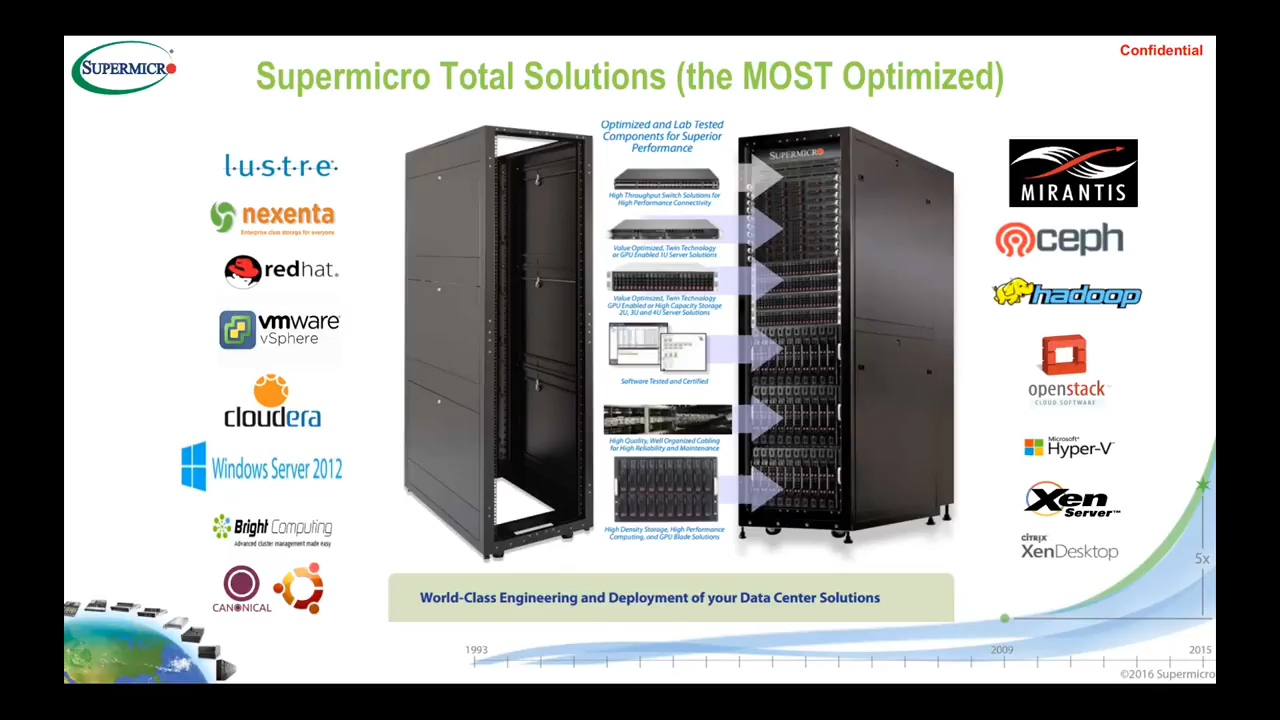 SUPERMICRO
Confidential
Supermicro Total Solutions (the MOST Optimized)
l·u·s·t·r·e·
nexenta
Enterprise class storage for everyone
redhat.
vmware
vSphere
cloudera
Windows Server 2012
Bright Computing
Advanced cluster management made easy
CANONICAL
Optimized and Lab Tested
Components for Superior
Performance
High Throughput Switch Solutions for
High Performance Connectivity
Value Optimized, Twin Technology
or GPU Enabled 1U Server Solutions
Value Optimized, Twin Technology
GPU Enabled or High Capacity Storage
2U, 3U and 4U Server Solutions
Software Tested and Certified
High Quality, Well Organized Cabling
for High Reliability and Maintenance
High Density Storage, High Performance
Computing, and GPU Blade Solutions
SUPERMICRO
MIRANTIS
ceph
hadoop
openstack™
CLOUD SOFTWARE
Microsoft®
Hyper-V™
Xen
Server™
CITRIX
XenDesktop
5x
World-Class Engineering and Deployment of your Data Center Solutions
1993
2009
2015
©2016 Supermicro